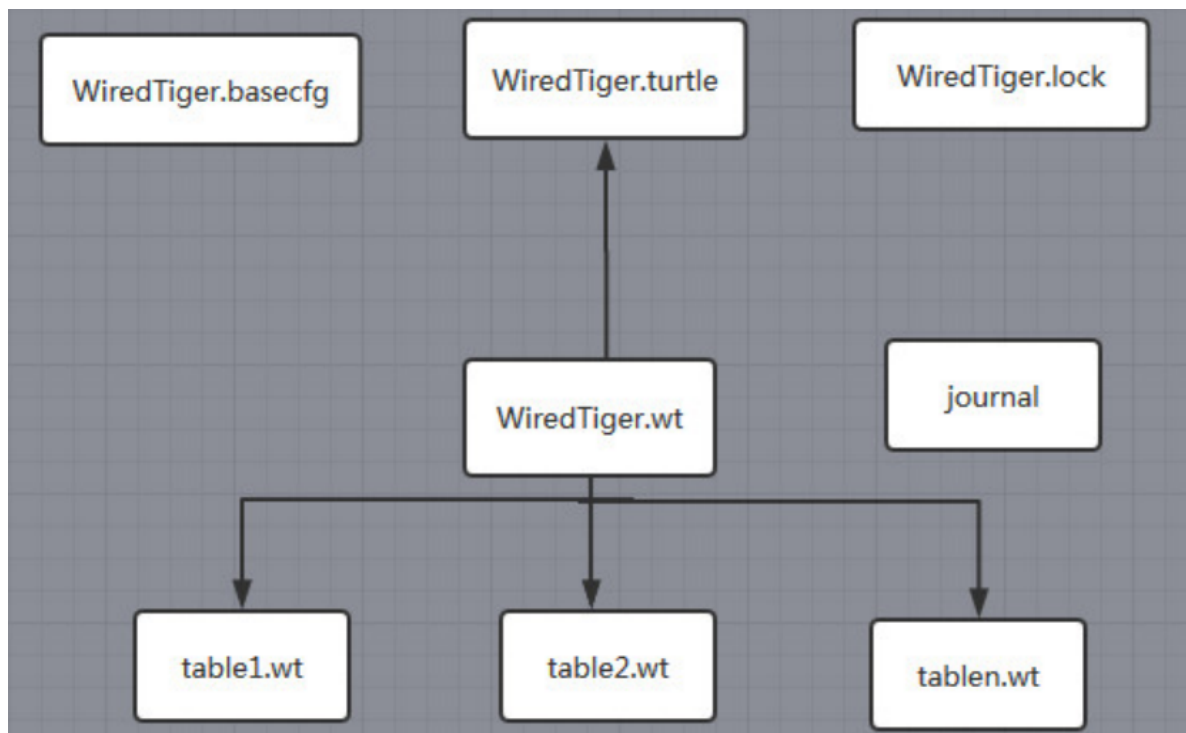 WiredTiger.basecfg
WiredTiger.turtle
WiredTiger.lock
WiredTiger.wt
journal
table1.wt
table2.wt
tablen.wt